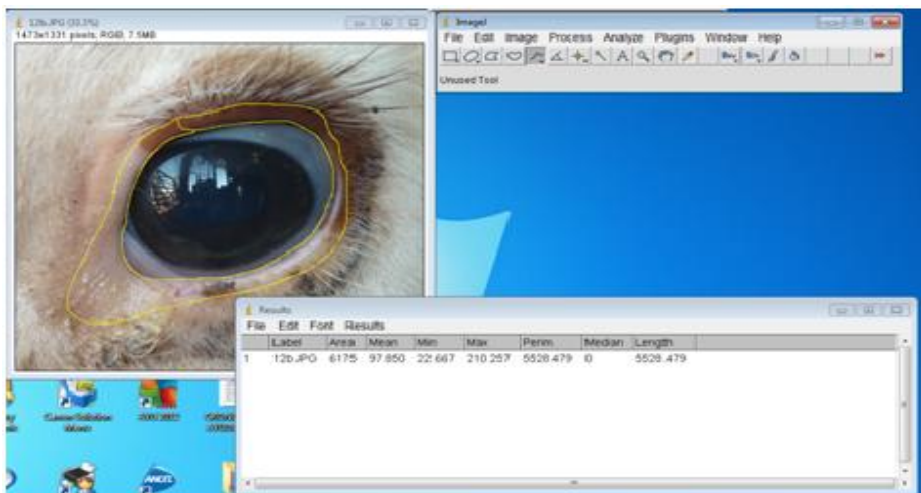 12b.JPG (33.3%)
1473x1331 pixels; RGB; 7.5MB
ImageJ
File Edit Image Process Analyze Plugins Window Help
Unused Tool
Results
File Edit Font Results
Label Area Mean Min Max Perim. Median Length
1 12b.JPG 6175 97.850 22.667 210.257 5528.479 0 5528.479